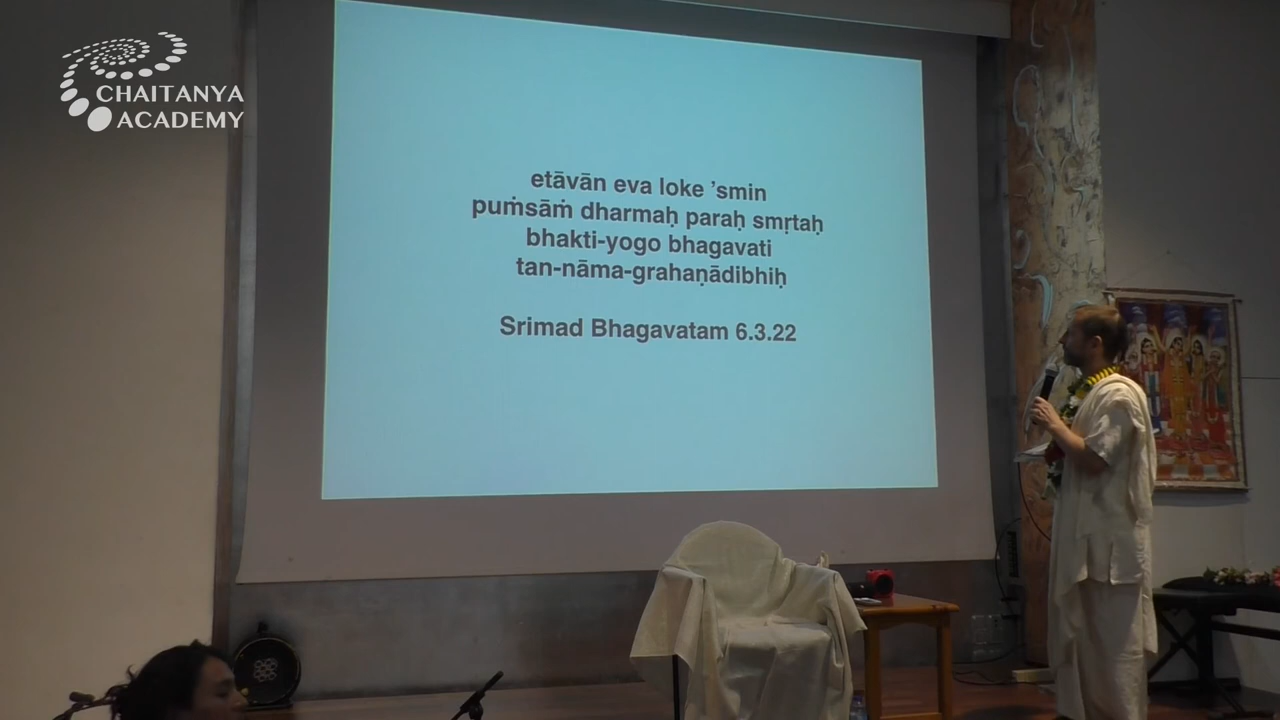 CHAITANYA
ACADEMY
etāvān eva loke ’smin
puṁsāṁ dharmaḥ paraḥ smṛtaḥ
bhakti-yogo bhagavati
tan-nāma-grahaṇādibhiḥ
Srimad Bhagavatam 6.3.22